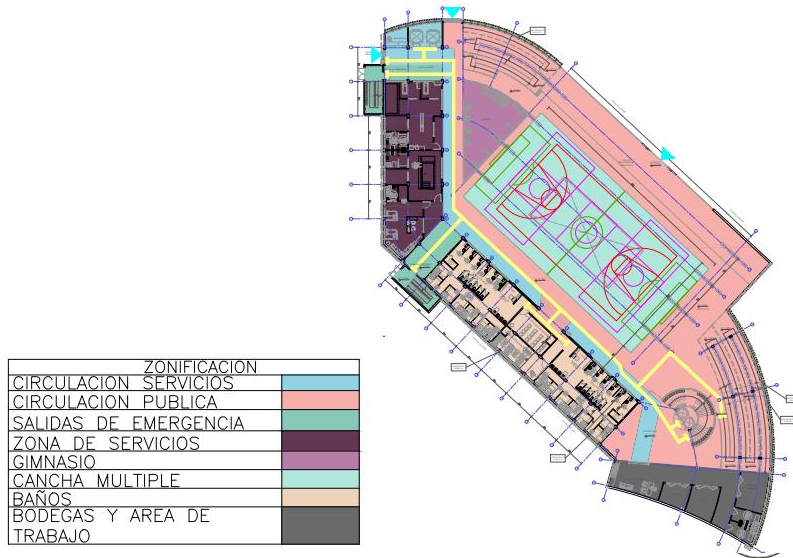 ZONIFICACION
CIRCULACION SERVICIOS
CIRCULACION PUBLICA
SALIDAS DE EMERGENCIA
ZONA DE SERVICIOS
GIMNASIO
CANCHA MULTIPLE
BAÑOS
BODEGAS Y AREA DE
TRABAJO